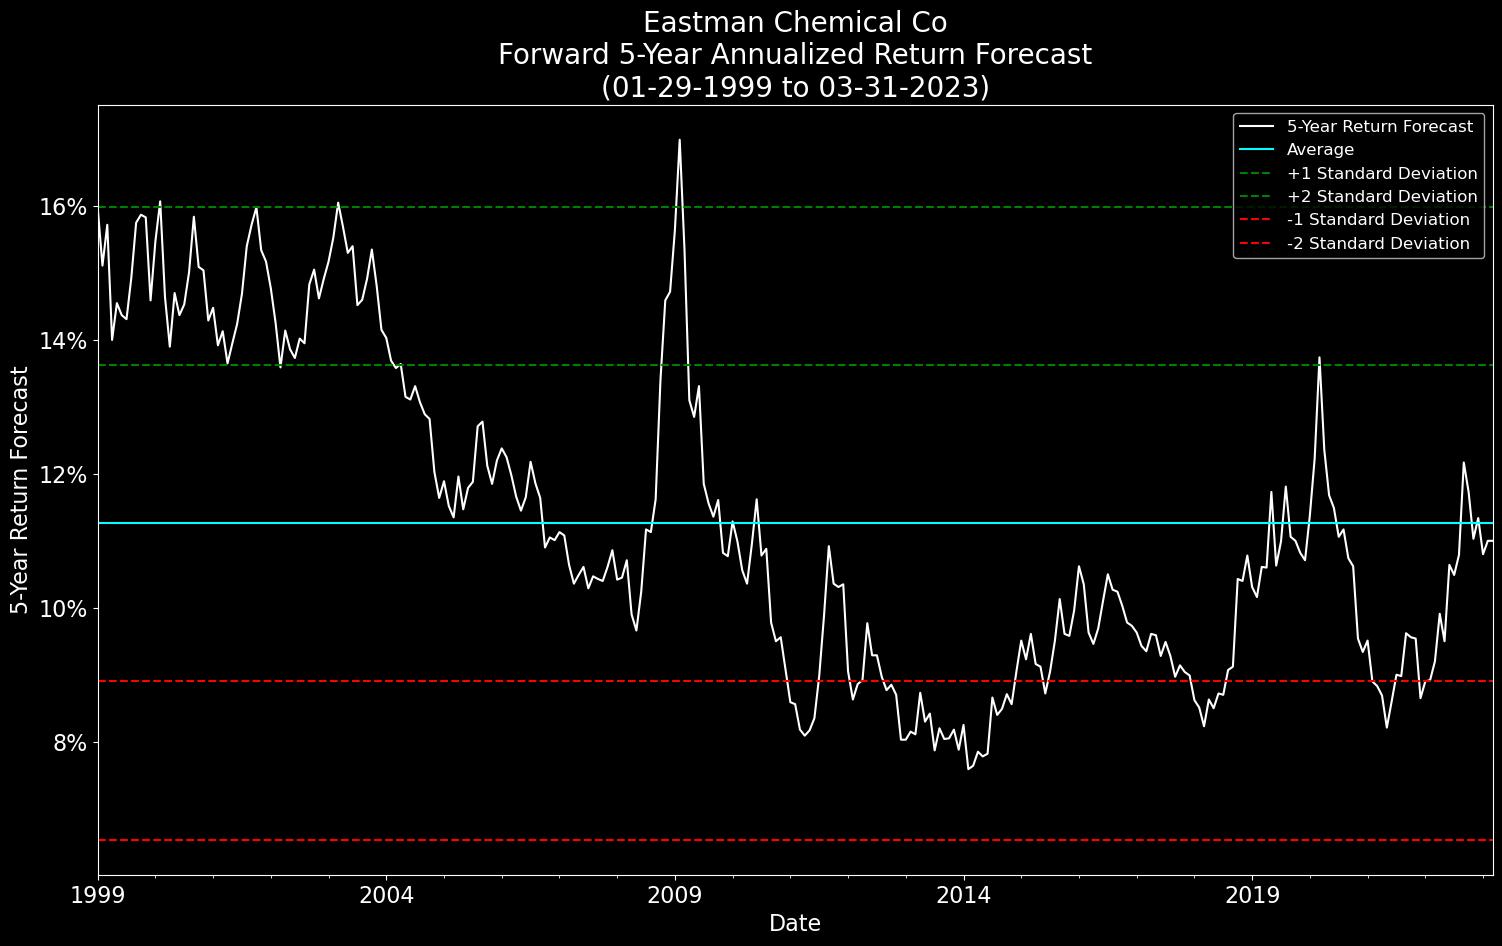 Eastman Chemical Co
Forward 5-Year Annualized Return Forecast
(01-29-1999 to 03-31-2023)
5-Year Return Forecast
Average
+1 Standard Deviation
+2 Standard Deviation
-1 Standard Deviation
-2 Standard Deviation
16%
14%
12%
10%
8%
5-Year Return Forecast
1999
2004
2009
2014
2019
Date